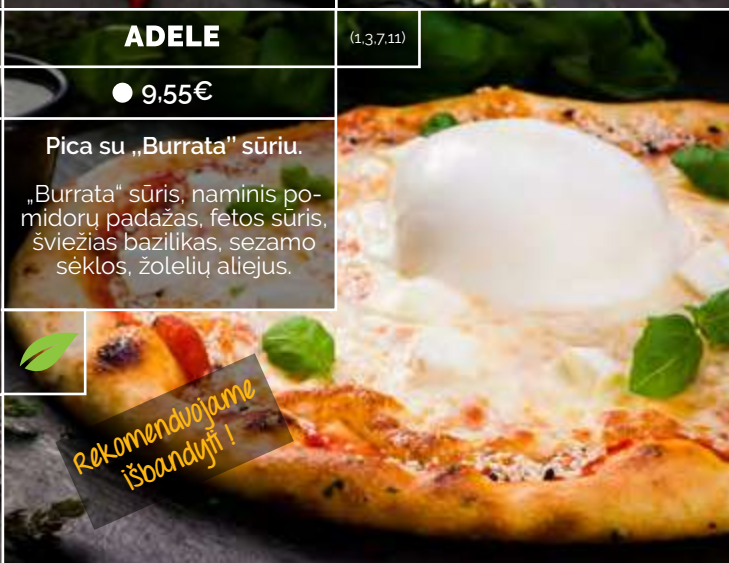 ADELE
(1,3,7,11)
9,55€
Pica su ,,Burrata'' sūriu.
„Burrata“ sūris, naminis po-
midorų padažas, fetos sūris,
šviežias bazilikas, sezamo
sėklos, žolelių aliejus.
Rekomenduojame
išbandyti !